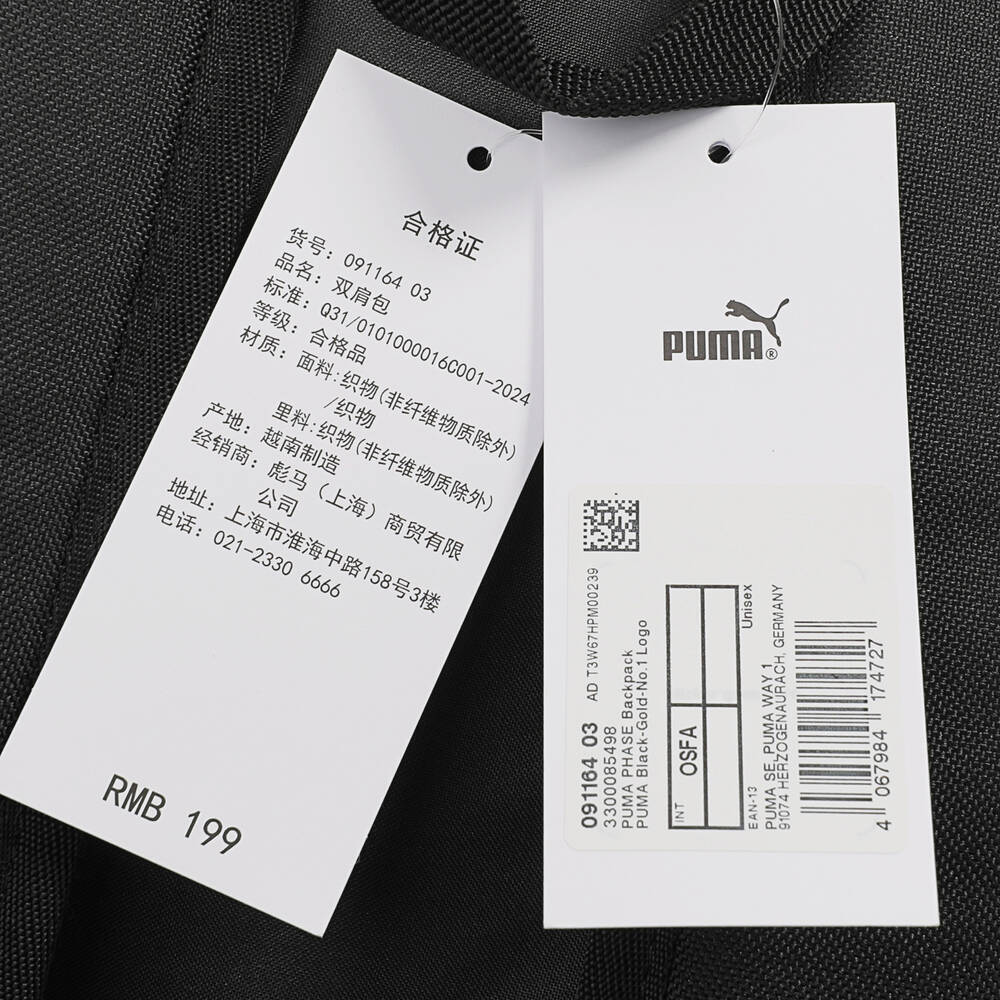 合格证
货号: 091164 03
品名: 双肩包
标准: Q31/0101000016C001-2024
等级: 合格品
材质: 面料:织物(非纤维物质除外)
/织物
里料:织物(非纤维物质除外)
产地: 越南制造
经销商: 彪马（上海）商贸有限
公司
地址: 上海市淮海中路158号3楼
电话: 021-2330 6666
RMB 199
PUMA®
091164 03 AD T3W67HPM00239
3300085498
PUMA PHASE Backpack
PUMA Black-Gold-No.1 Logo
INT OSFA
Unisex
EAN-13
PUMA SE, PUMA WAY 1
91074 HERZOGENAURACH, GERMANY
4 067984 174727